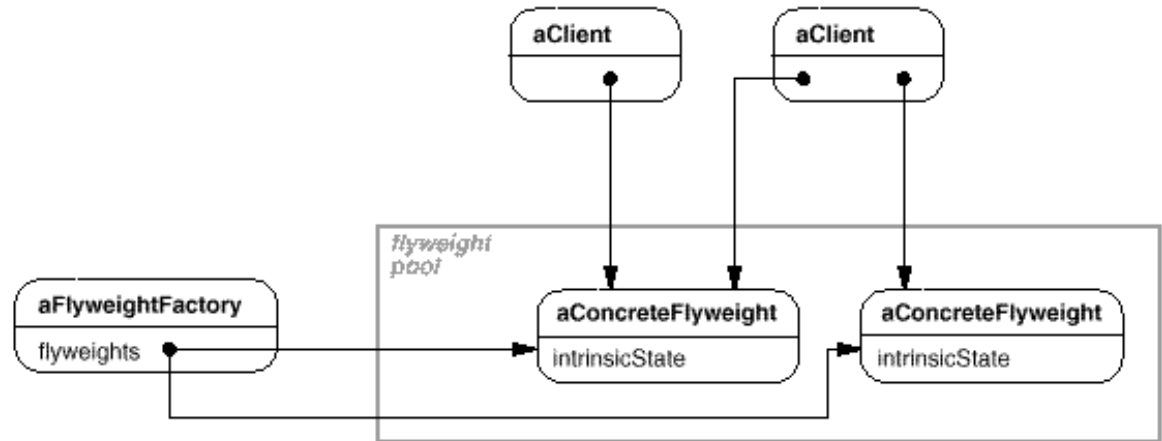 aClient
aClient
flyweight
pool
aFlyweightFactory
flyweights
aConcreteFlyweight
intrinsicState
aConcreteFlyweight
intrinsicState